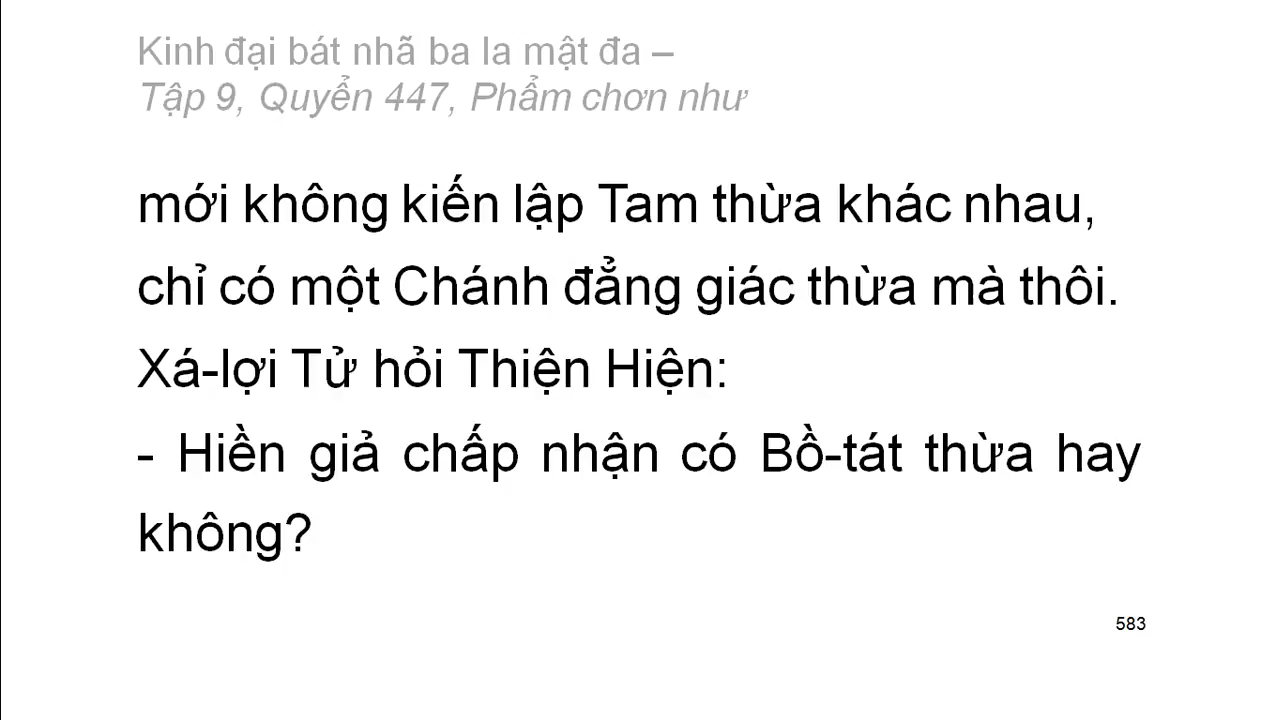 Kinh đại bát nhã ba la mật đa –
Tập 9, Quyển 447, Phẩm chơn như
mới không kiến lập Tam thừa khác nhau,
chỉ có một Chánh đẳng giác thừa mà thôi.
Xá-lợi Tử hỏi Thiện Hiện:
- Hiền giả chấp nhận có Bồ-tát thừa hay
không?
583